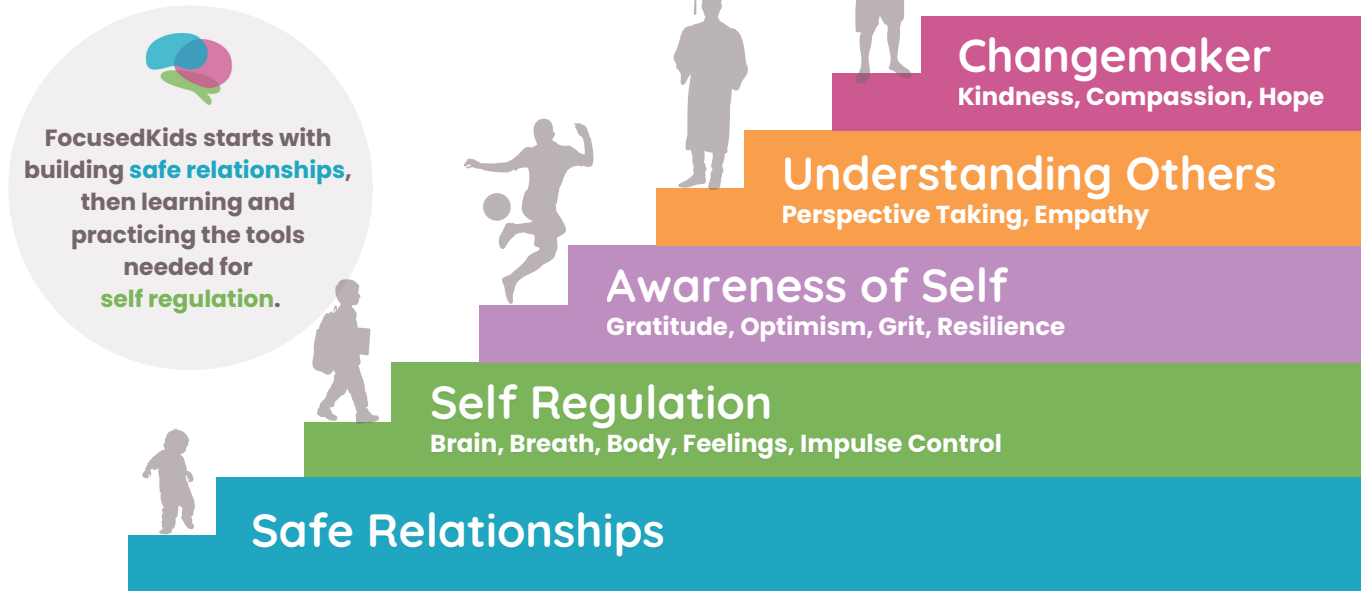 FocusedKids starts with
building safe relationships,
then learning and
practicing the tools
needed for
self regulation.
Changemaker
Kindness, Compassion, Hope
Understanding Others
Perspective Taking, Empathy
Awareness of Self
Gratitude, Optimism, Grit, Resilience
Self Regulation
Brain, Breath, Body, Feelings, Impulse Control
Safe Relationships